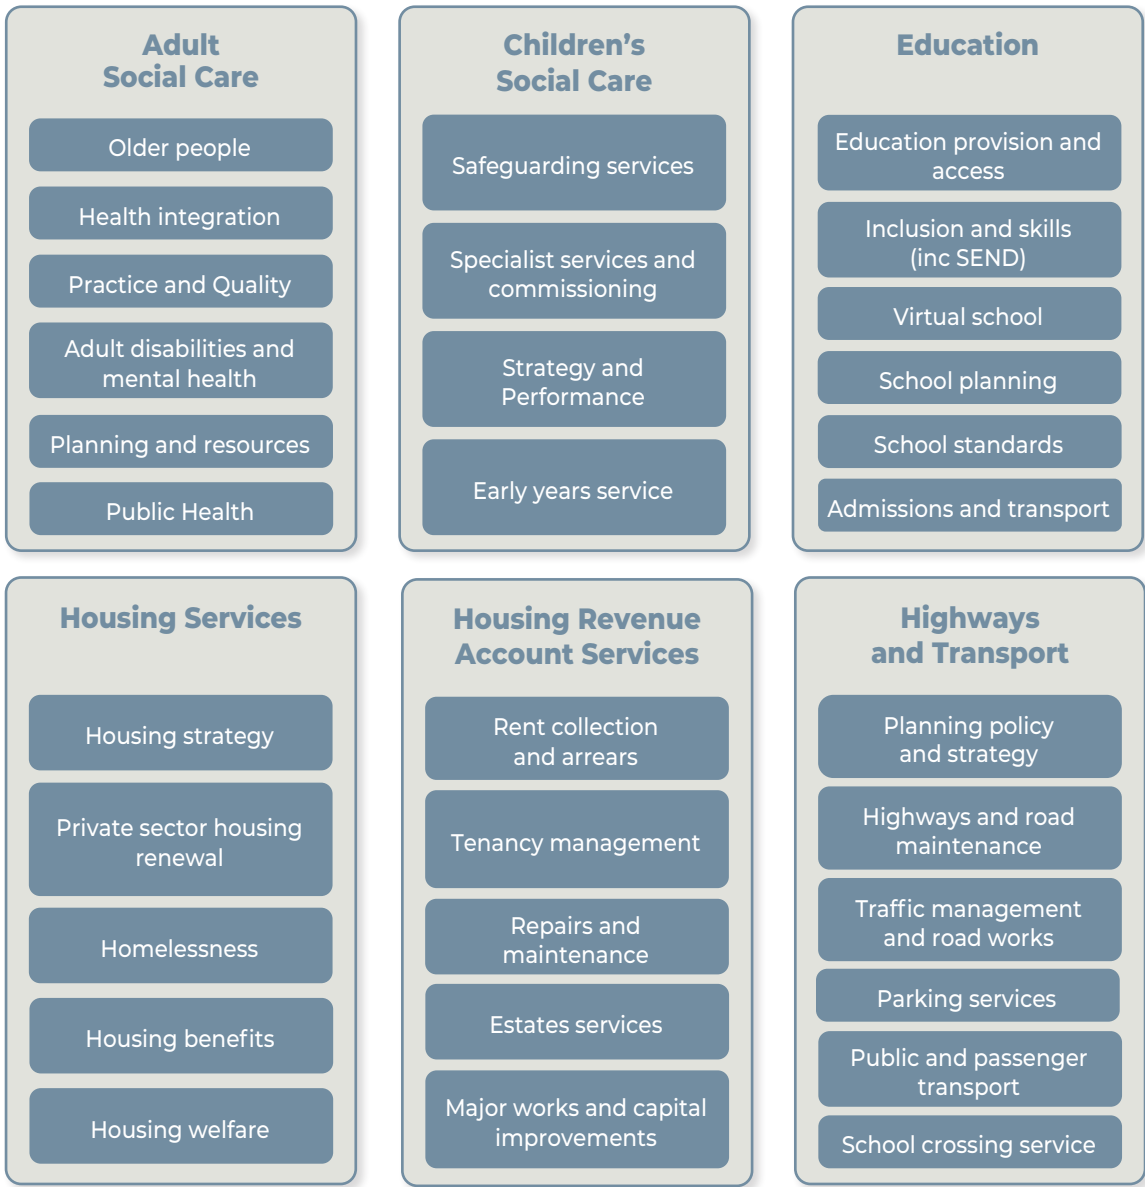 Adult
Social Care
Older people
Health integration
Practice and Quality
Adult disabilities and
mental health
Planning and resources
Public Health
Children’s
Social Care
Safeguarding services
Specialist services and
commissioning
Strategy and
Performance
Early years service
Education
Education provision and
access
Inclusion and skills
(inc SEND)
Virtual school
School planning
School standards
Admissions and transport
Housing Services
Housing strategy
Private sector housing
renewal
Homelessness
Housing benefits
Housing welfare
Housing Revenue
Account Services
Rent collection
and arrears
Tenancy management
Repairs and
maintenance
Estates services
Major works and capital
improvements
Highways
and Transport
Planning policy
and strategy
Highways and road
maintenance
Traffic management
and road works
Parking services
Public and passenger
transport
School crossing service